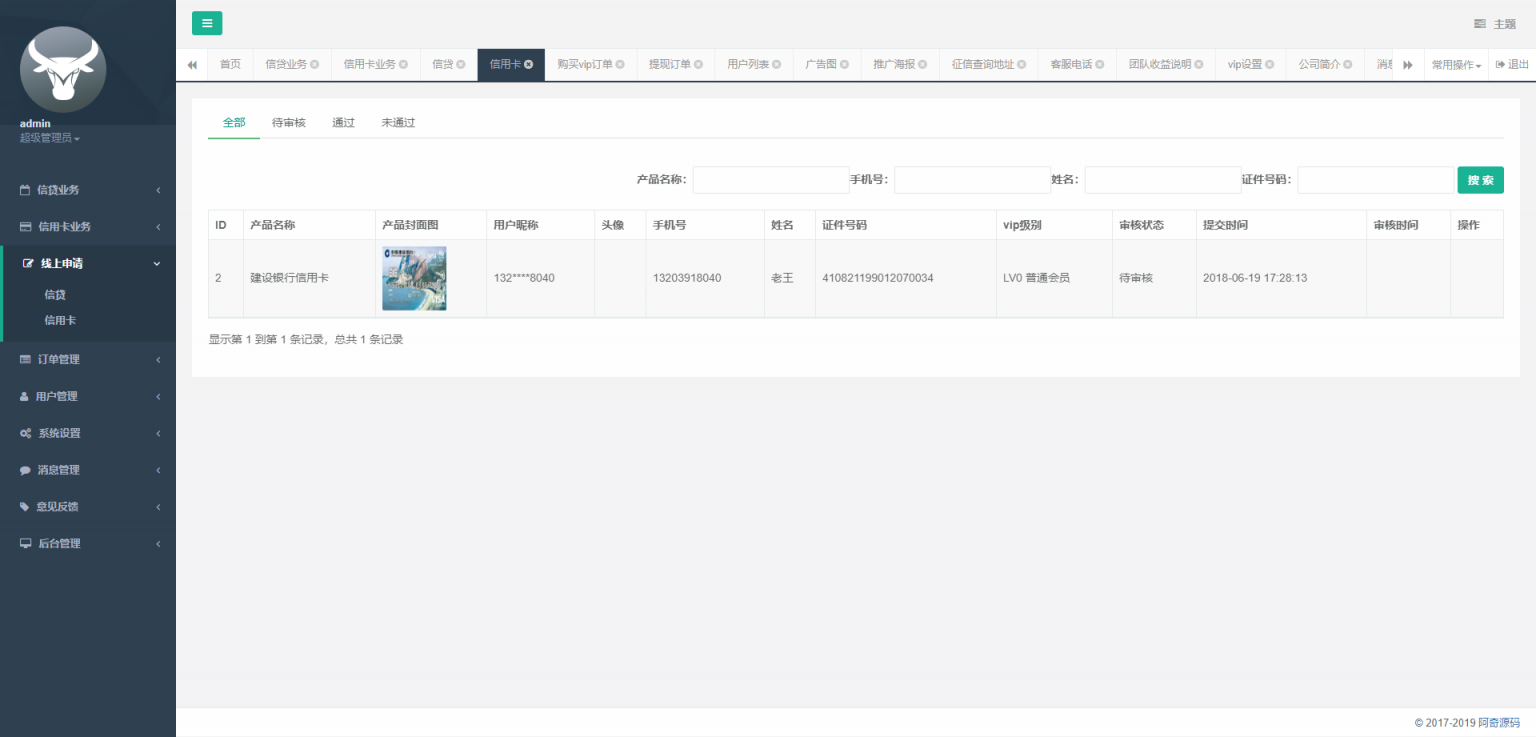 主题
首页 信贷业务 信用卡业务 信贷 信用卡 购买vip订单 提现订单 用户列表 广告图 推广海报 征信查询地址 客服电话 团队收益说明 vip设置 公司简介 消息 常用操作 退出
admin
超级管理员
信贷业务
信用卡业务
线上申请
信贷
信用卡
订单管理
用户管理
系统设置
消息管理
意见反馈
后台管理
全部 待审核 通过 未通过
产品名称： 手机号： 姓名： 证件号码： 搜 索
ID 产品名称 产品封面图 用户昵称 头像 手机号 姓名 证件号码 vip级别 审核状态 提交时间 审核时间 操作
2 建设银行信用卡 132****8040 13203918040 老王 410821199012070034 LV0 普通会员 待审核 2018-06-19 17:28:13
显示第 1 到第 1 条记录，总共 1 条记录
© 2017-2019 阿奇源码